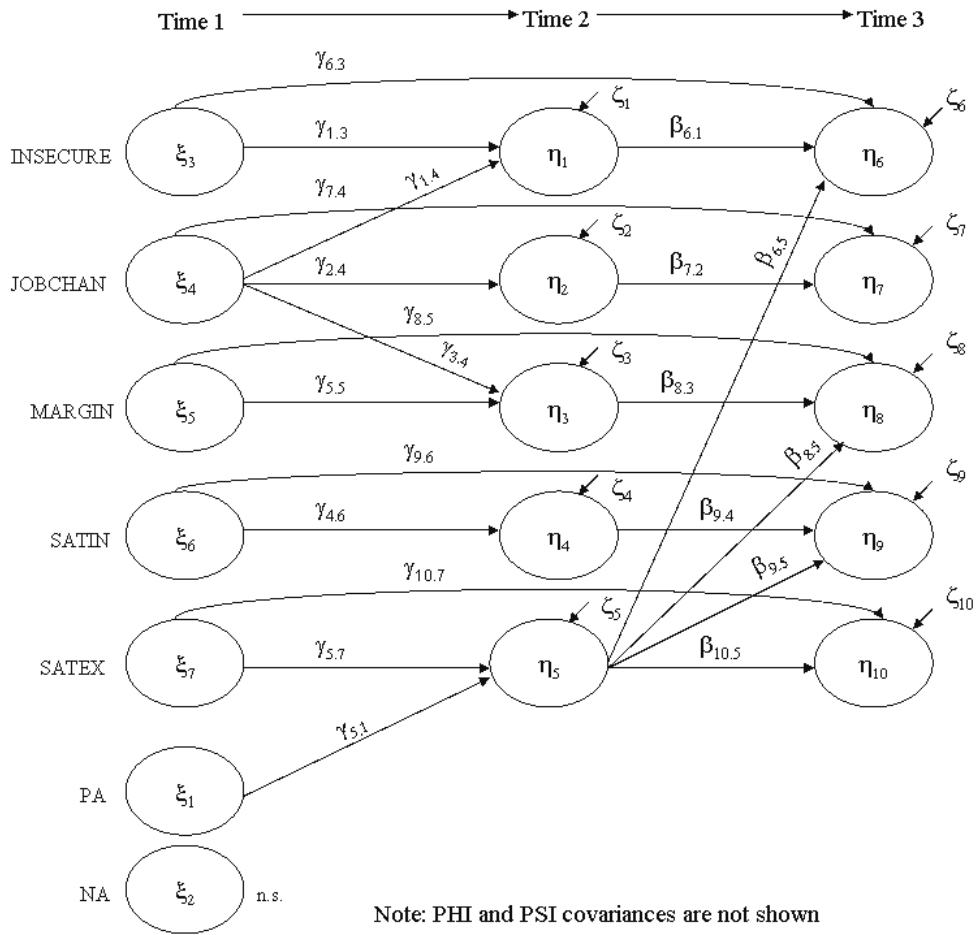 Time 1 Time 2 Time 3
γ6.3
ζ1 ζ6
INSECURE ξ3 γ1.3 η1 β6.1 η6
γ1.4
γ7.4
ζ2 ζ7
β6.5
JOBCHAN ξ4 γ2.4 η2 β7.2 η7
γ8.5
γ3.4
ζ3 ζ8
MARGIN ξ5 γ5.5 η3 β8.3 η8
γ9.6
β8.5
ζ4 ζ9
SATIN ξ6 γ4.6 η4 β9.4 η9
γ10.7
β9.5
ζ5 ζ10
SATEX ξ7 γ5.7 η5 β10.5 η10
γ5.1
PA ξ1
NA ξ2 n.s.
Note: PHI and PSI covariances are not shown